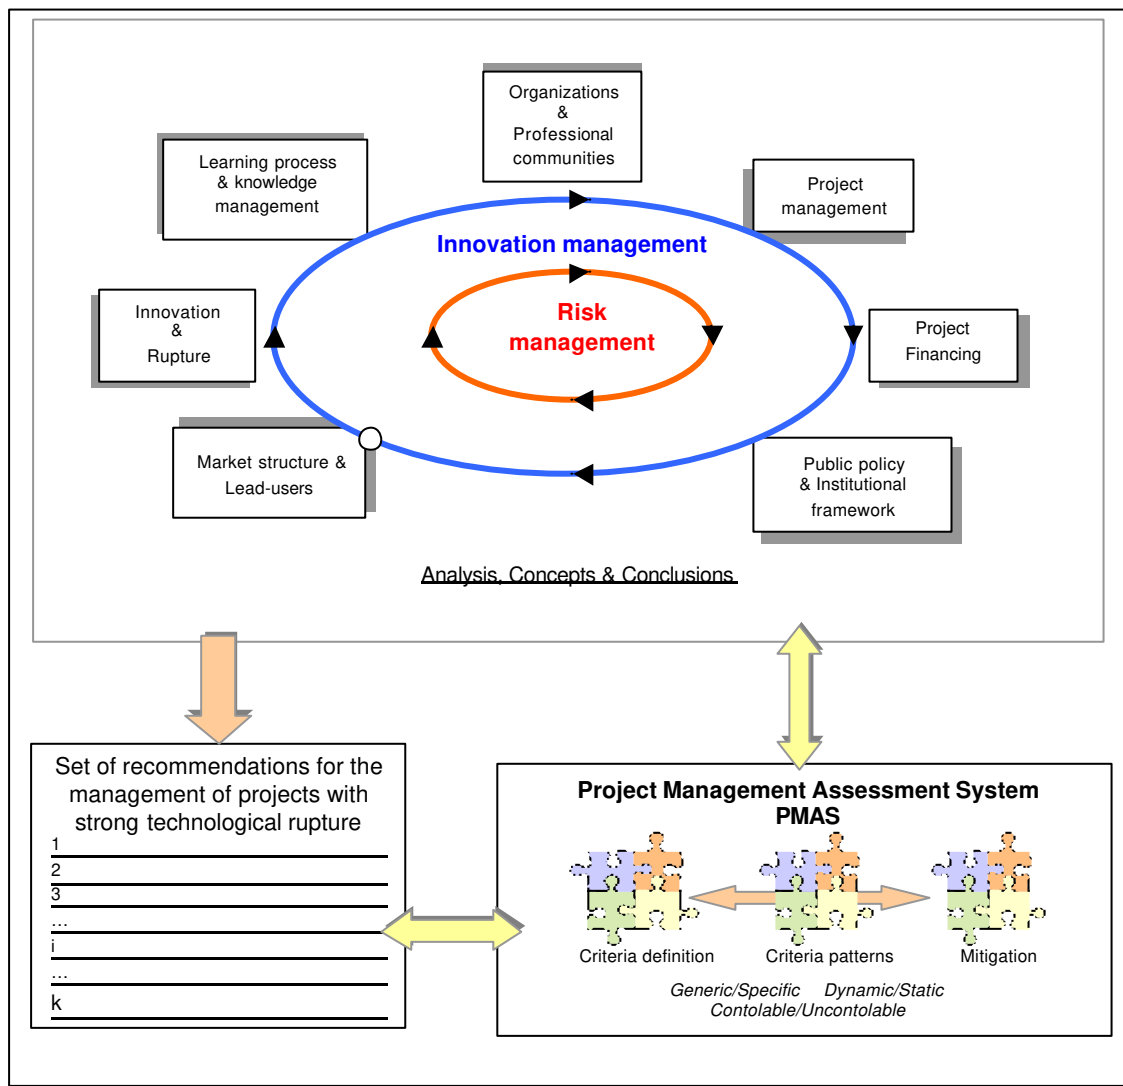 Organizations
&
Professional
communities
Learning process
& knowledge
management
Project
management
Innovation management
Risk
management
Innovation
&
Rupture
Project
Financing
Market structure &
Lead-users
Public policy
& Institutional
framework
Analysis, Concepts & Conclusions
Set of recommendations for the
management of projects with
strong technological rupture
1
2
3
…
i
…
k
Project Management Assessment System
PMAS
Criteria definition
Criteria patterns
Mitigation
Generic/Specific Dynamic/Static
Contolable/Uncontolable